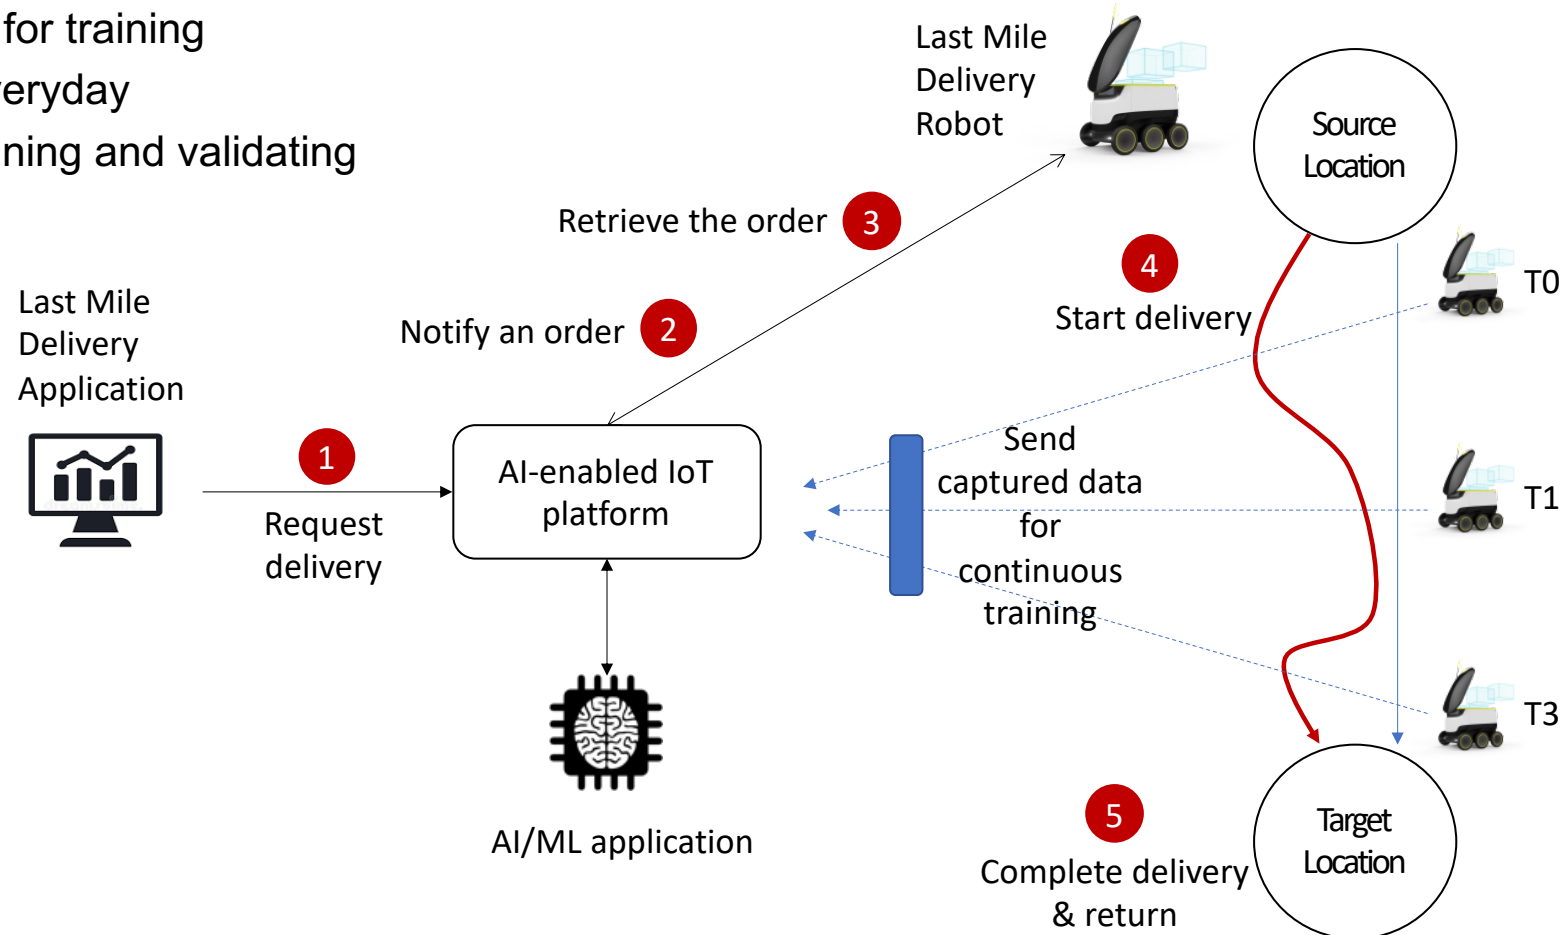 for training
veryday
ning and validating
Last Mile
Delivery
Robot
Source
Location
Retrieve the order 3
4
Start delivery
T0
Notify an order 2
Last Mile
Delivery
Application
1
Request
delivery
AI-enabled IoT
platform
Send
captured data
for
continuous
training
T1
T3
AI/ML application
5
Complete delivery
& return
Target
Location